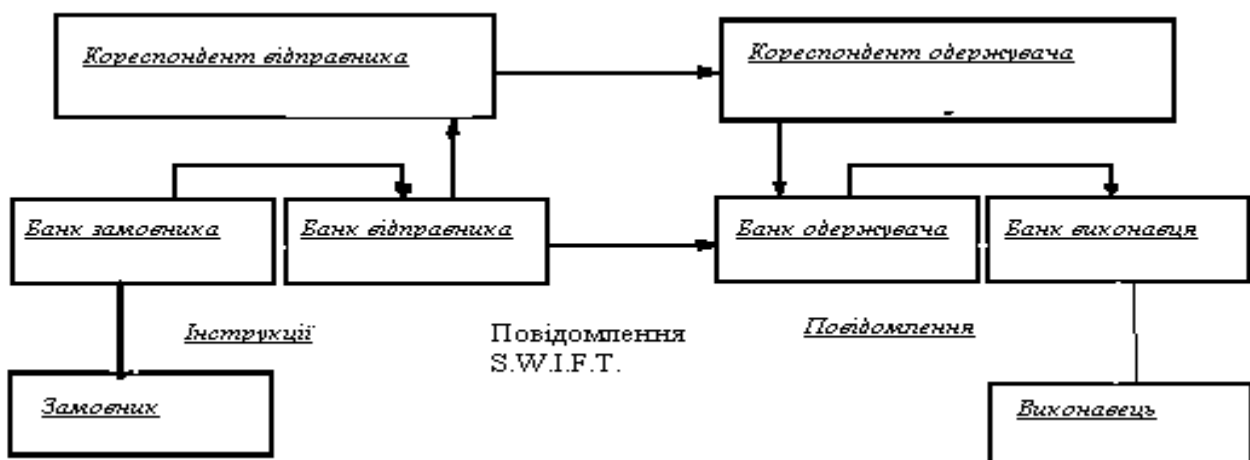 Кореспондент відправника
Кореспондент одержувача
Банк замовника
Банк відправника
Банк одержувача
Банк виконавця
Інструкції
Повідомлення
S.W.I.F.T.
Повідомлення
Замовник
Виконавець